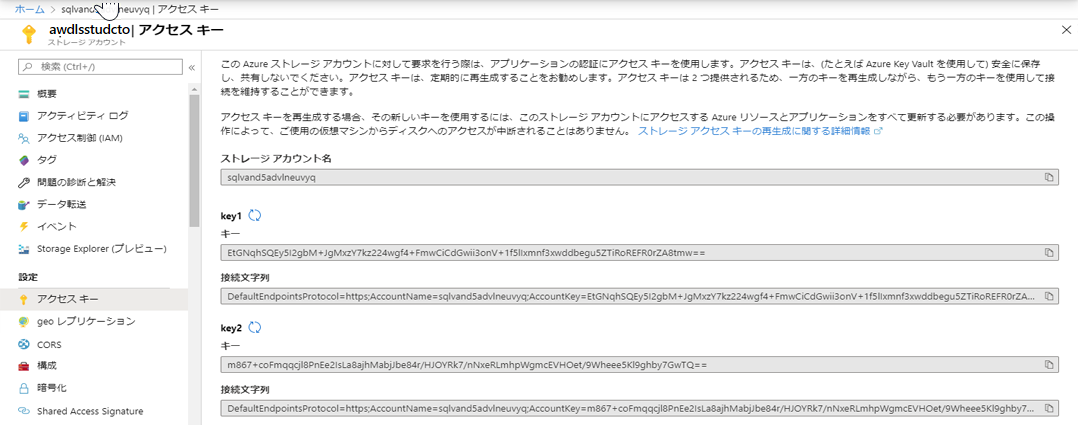 ホーム > sqlvand neuvyq | アクセス キー
awdlsstudcto| アクセス キー
ストレージ アカウント
検索 (Ctrl+/)
概要
アクティビティ ログ
アクセス制御 (IAM)
タグ
問題の診断と解決
データ転送
イベント
Storage Explorer (プレビュー)
設定
アクセス キー
geo レプリケーション
CORS
構成
暗号化
Shared Access Signature
この Azure ストレージ アカウントに対して要求を行う際は、アプリケーションの認証にアクセス キーを使用します。アクセス キーは、(たとえば Azure Key Vault を使用して) 安全に保存
し、共有しないでください。アクセス キーは、定期的に再生成することをお勧めします。アクセス キーは 2 つ提供されるため、一方のキーを再生成しながら、もう一方のキーを使用して接
続を維持することができます。
アクセス キーを再生成する場合、その新しいキーを使用するには、このストレージ アカウントにアクセスする Azure リソースとアプリケーションをすべて更新する必要があります。この操
作によって、ご使用の仮想マシンからディスクへのアクセスが中断されることはありません。 ストレージ アクセス キーの再生成に関する詳細情報
ストレージ アカウント名
sqlvand5advlneuvyq
key1
キー
EtGNqhSQEy5I2gbM+JgMxzY7kz224wgf4+FmwCiCdGwii3onV+1f5lIxmnf3xwddbegu5ZTiRoREFR0rZA8tmw==
接続文字列
DefaultEndpointsProtocol=https;AccountName=sqlvand5advlneuvyq;AccountKey=EtGNqhSQEy5I2gbM+JgMxzY7kz224wgf4+FmwCiCdGwii3onV+1f5lIxmnf3xwddbegu5ZTiRoREFR0rZA...
key2
キー
m867+coFmqqcjl8PnEe2IsLa8ajhMabjJbe84r/HJOYRk7/nNxeRLmhpWgmcEVHOet/9Wheee5Kl9ghby7GwTQ==
接続文字列
DefaultEndpointsProtocol=https;AccountName=sqlvand5advlneuvyq;AccountKey=m867+coFmqqcjl8PnEe2IsLa8ajhMabjJbe84r/HJOYRk7/nNxeRLmhpWgmcEVHOet/9Wheee5Kl9ghby7...